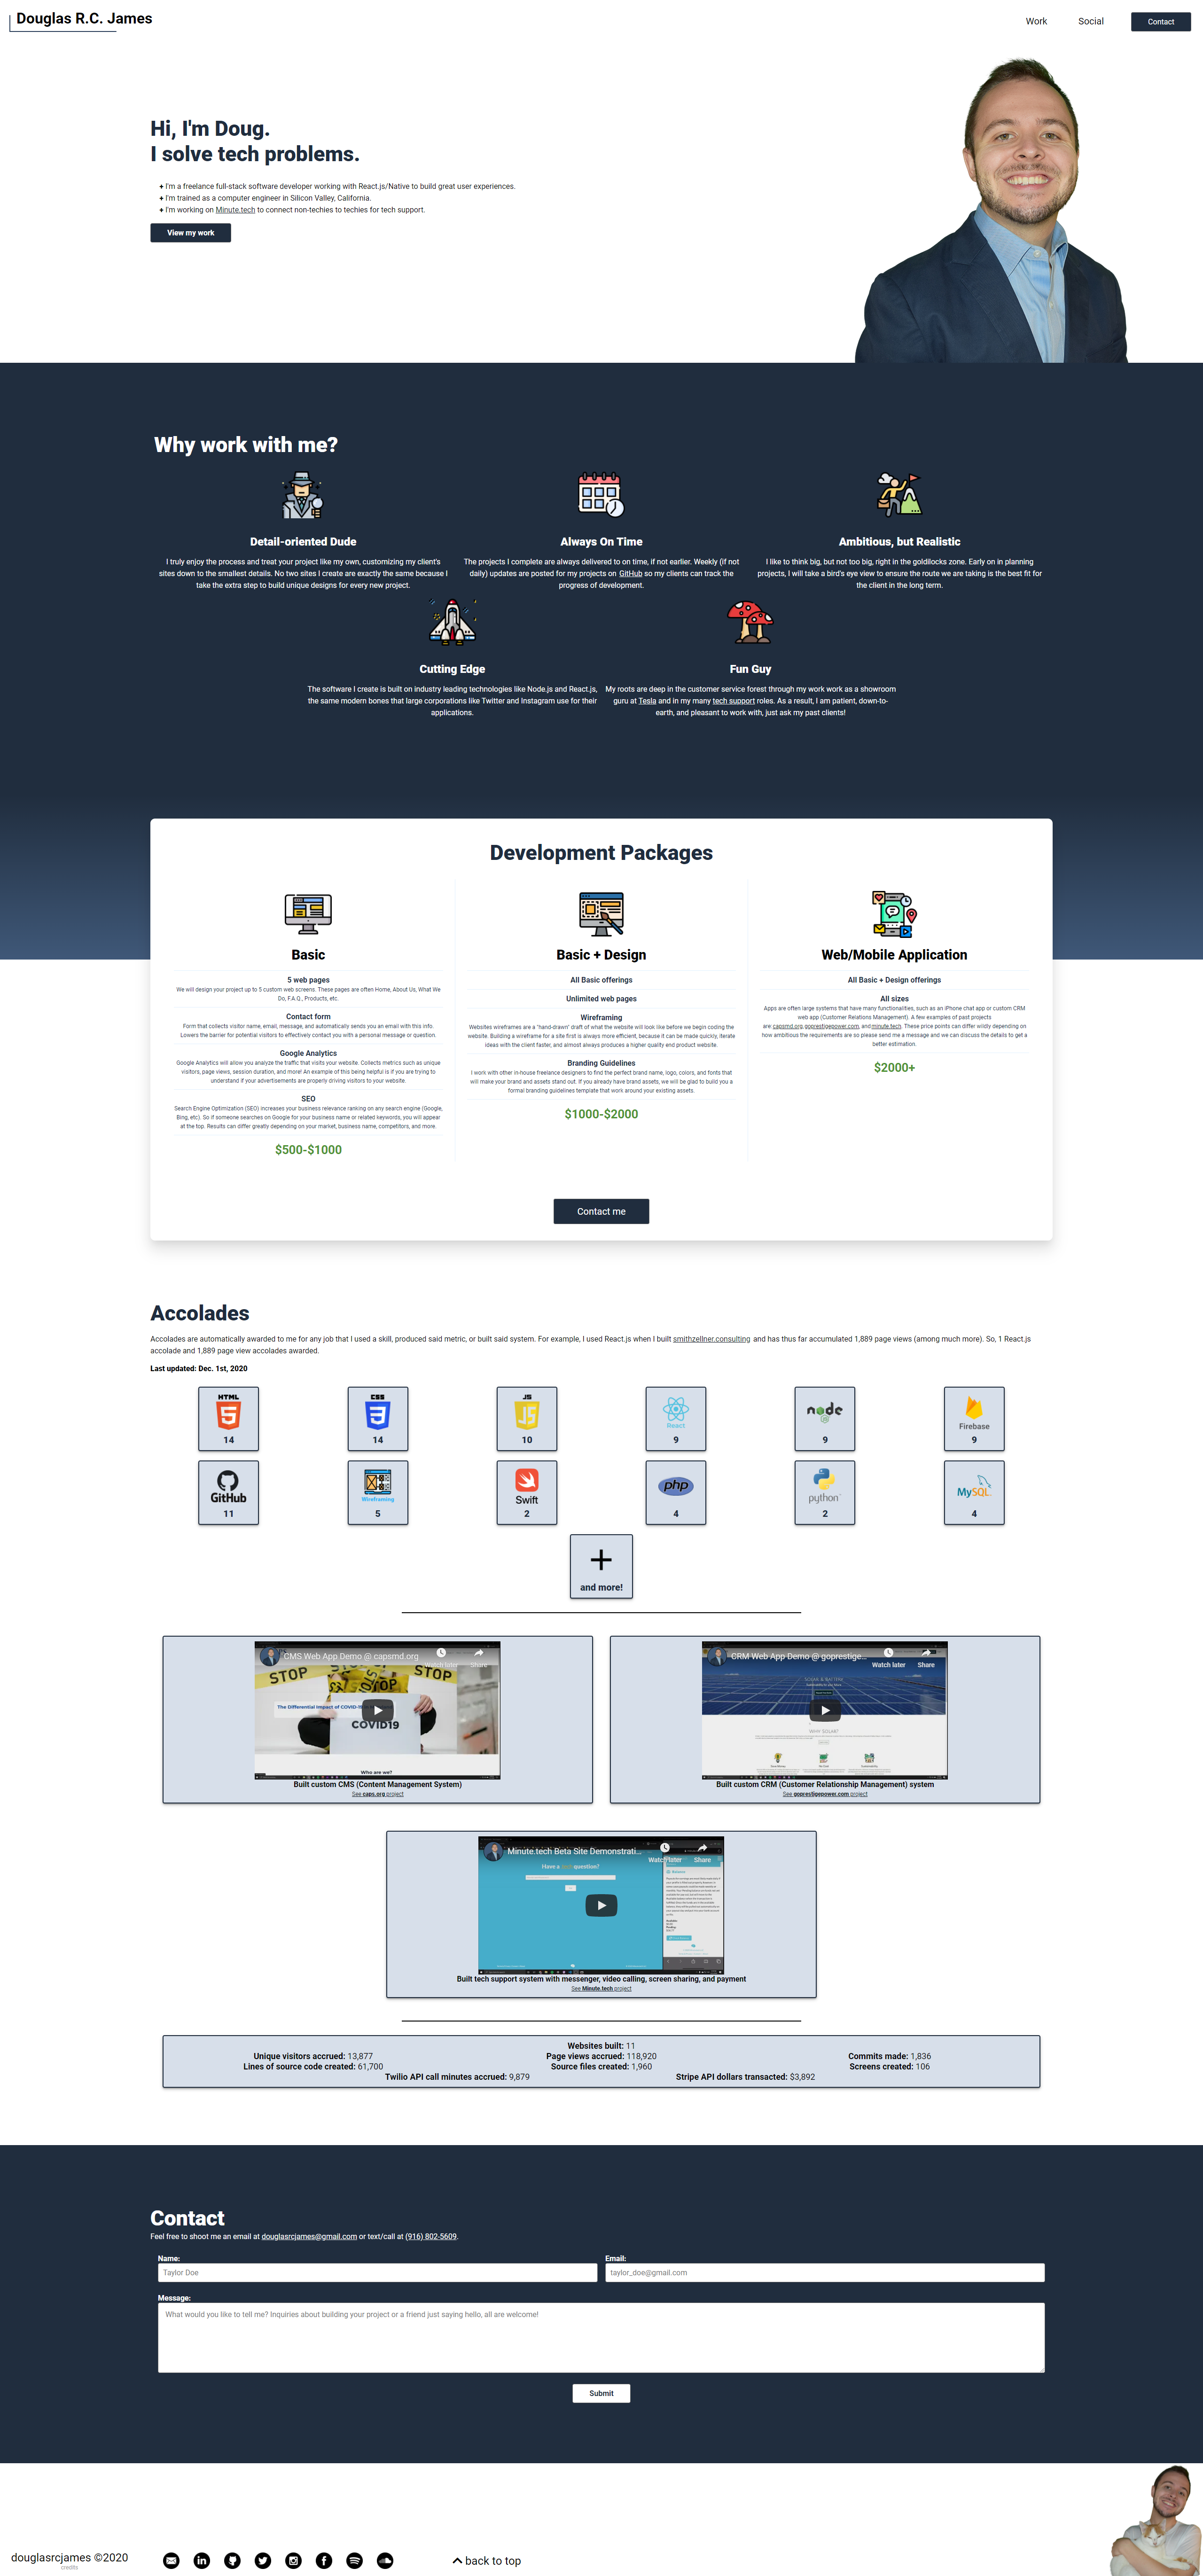 Douglas R.C. James
Work
Social
Contact
Hi, I'm Doug.
I solve tech problems.
+ I'm a freelance full-stack software developer working with React.js/Native to build great user experiences.
+ I'm trained as a computer engineer in Silicon Valley, California.
+ I'm working on Minute.tech to connect non-techies to techies for tech support.
View my work
Why work with me?
Detail-oriented Dude
I truly enjoy the process and treat your project like my own, customizing my client's
sites down to the smallest details. No two sites I create are exactly the same because I
take the extra step to build unique designs for every new project.
Always On Time
The projects I complete are always delivered to on time, if not earlier. Weekly (if not
daily) updates are posted for my projects on GitHub so my clients can track the
progress of development.
Ambitious, but Realistic
I like to think big, but not too big, right in the goldilocks zone. Early on in planning
projects, I will take a bird's eye view to ensure the route we are taking is the best fit for
the client in the long term.
Cutting Edge
The software I create is built on industry leading technologies like Node.js and React.js,
the same modern bones that large corporations like Twitter and Instagram use for their
applications.
Fun Guy
My roots are deep in the customer service forest through my work work as a showroom
guru at Tesla and in my many tech support roles. As a result, I am patient, down-to-
earth, and pleasant to work with, just ask my past clients!
Development Packages
Basic
5 web pages
We will design your project up to 5 custom web screens. These pages are often Home, About Us, What We
Do, F.A.Q., Products, etc.
Contact form
Form that collects visitor name, email, message, and automatically sends you an email with this info.
Lowers the barrier for potential visitors to effectively contact you with a personal message or question.
Google Analytics
Google Analytics will allow you analyze the traffic that visits your website. Collects metrics such as unique
visitors, page views, session duration, and more! An example of this being helpful is if you are trying to
understand if your advertisements are properly driving visitors to your website.
SEO
Search Engine Optimization (SEO) increases your business relevance ranking on any search engine (Google,
Bing, etc). So if someone searches on Google for your business name or related keywords, you will appear
at the top. Results can differ greatly depending on your market, business name, competitors, and more.
$500-$1000
Basic + Design
All Basic offerings
Unlimited web pages
Wireframing
Websites wireframes are a "hand-drawn" draft of what the website will look like before we begin coding the
website. Building a wireframe for a site first is always more efficient, because it can be made quickly, iterate
ideas with the client faster, and almost always produces a higher quality end product website.
Branding Guidelines
I work with other in-house freelance designers to find the perfect brand name, logo, colors, and fonts that
will make your brand and assets stand out. If you already have brand assets, we will be glad to build you a
formal branding guidelines template that work around your existing assets.
$1000-$2000
Web/Mobile Application
All Basic + Design offerings
All sizes
Apps are often large systems that have many functionalities, such as an iPhone chat app or custom CRM
web app (Customer Relations Management). A few examples of past projects
are capsmd.org,goprestigepower.com, and minute.tech. These price points can differ wildly depending on
how ambitious the requirements are so please send me a message and we can discuss the details to get a
better estimation.
$2000+
Contact me
Accolades
Accolades are automatically awarded to me for any job that I used a skill, produced said metric, or built said system. For example, I used React.js when I built smithzellner.consulting and has thus far accumulated 1,889 page views (among much more). So, 1 React.js
accolade and 1,889 page view accolades awarded.
Last updated: Dec. 1st, 2020
HTML
14
CSS
14
JS
JS
10
React
9
node
9
Firebase
9
GitHub
11
Wireframing
5
Swift
2
php
4
python
2
MySQL
4
and more!
CMS Web App Demo @ capsmd.org
Watch later
Share
STOP
STOP
STOP
The Differential Impact of COVID-19
COVID19
Who are we?
Built custom CMS (Content Management System)
See caps.org project
CRM Web App Demo @ goprestige...
Watch later
Share
SOLAR & BATTERY
WHY SOLAR?
Built custom CRM (Customer Relationship Management) system
See goprestigepower.com project
Minute.tech Beta Site Demonstrati...
Watch later
Share
Have a tech question?
Built tech support system with messenger, video calling, screen sharing, and payment
See Minute.tech project
Websites built: 11
Unique visitors accrued: 13,877
Page views accrued: 118,920
Commits made: 1,836
Lines of source code created: 61,700
Source files created: 1,960
Screens created: 106
Twilio API call minutes accrued: 9,879
Stripe API dollars transacted: $3,892
Contact
Feel free to shoot me an email at douglasrcjames@gmail.com or text/call at (916) 802-5609.
Name:
Taylor Doe
Email:
taylor_doe@gmail.com
Message:
What would you like to tell me? Inquiries about building your project or a friend just saying hello, all are welcome!
Submit
douglasrcjames ©2020
credits
back to top